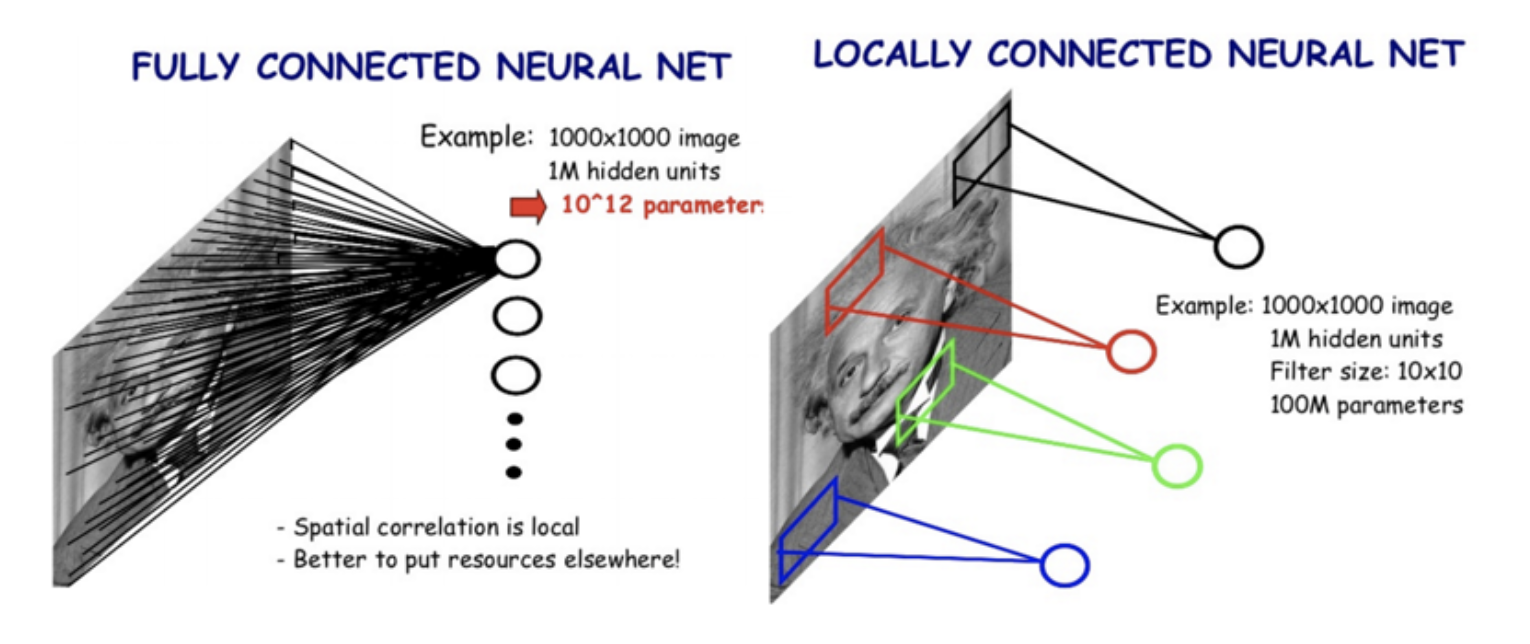 FULLY CONNECTED NEURAL NET
Example: 1000x1000 image
1M hidden units
10^12 parameter:
- Spatial correlation is local
- Better to put resources elsewhere!
LOCALLY CONNECTED NEURAL NET
Example: 1000x1000 image
1M hidden units
Filter size: 10x10
100M parameters